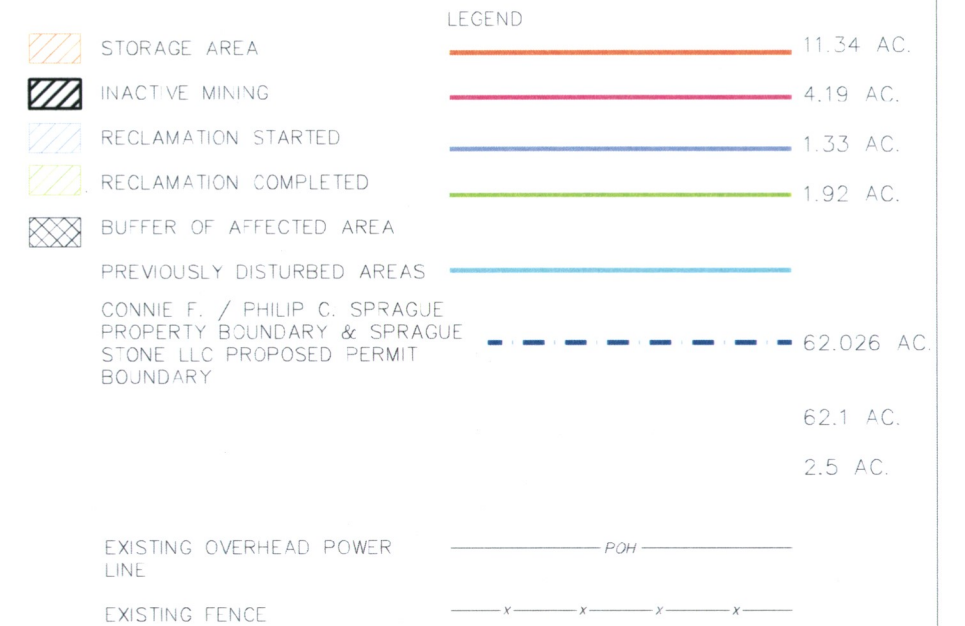 LEGEND
STORAGE AREA 11.34 AC.
INACTIVE MINING 4.19 AC.
RECLAMATION STARTED 1.33 AC.
RECLAMATION COMPLETED 1.92 AC.
BUFFER OF AFFECTED AREA
PREVIOUSLY DISTURBED AREAS
CONNIE F. / PHILIP C. SPRAGUE
PROPERTY BOUNDARY & SPRAGUE
STONE LLC PROPOSED PERMIT
BOUNDARY
62.026 AC.
62.1 AC.
2.5 AC.
EXISTING OVERHEAD POWER
LINE
POH
EXISTING FENCE
x x x x